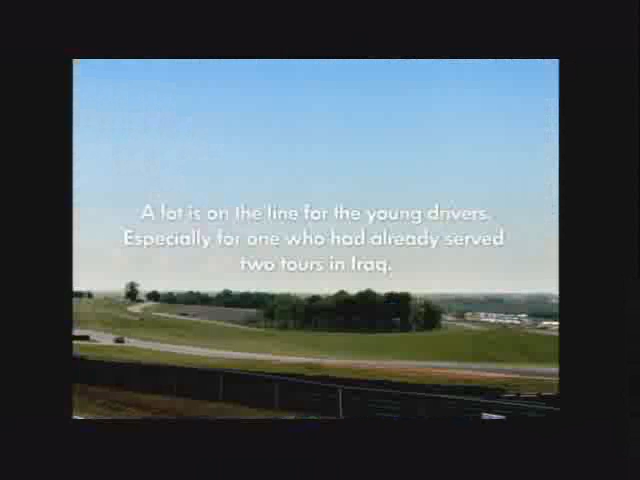 A lot is on the line for the young drivers.
Especially for one who had already served
two tours in Iraq.